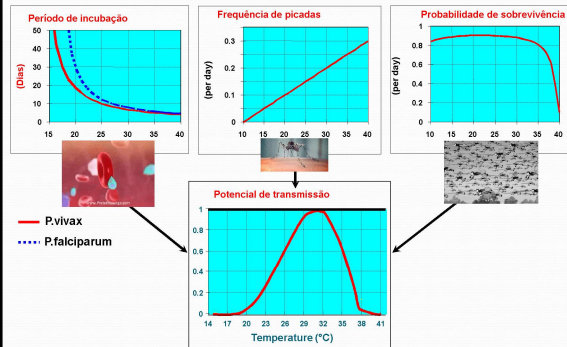 Período de incubação
(Dias)
50
40
30
20
10
0
15 20 25 30 35 40
Frequência de picadas
(per day)
0.3
0.2
0.1
0
10 15 20 25 30 35 40
Probabilidade de sobrevivência
(per day)
1
0.8
0.6
0.4
0.2
0
10 15 20 25 30 35 40
P.vivax
P.falciparum
Potencial de transmissão
1
0.8
0.6
0.4
0.2
0
14 17 20 23 26 29 32 35 38 41
Temperature (°C)